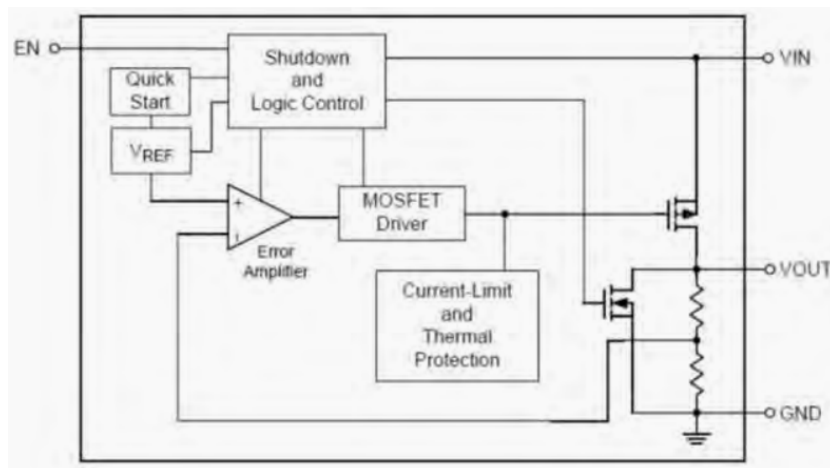 EN
Shutdown
and
Logic Control
VIN
Quick
Start
VREF
+
MOSFET
Driver
Error
Amplifier
VOUT
Current-Limit
and
Thermal
Protection
GND